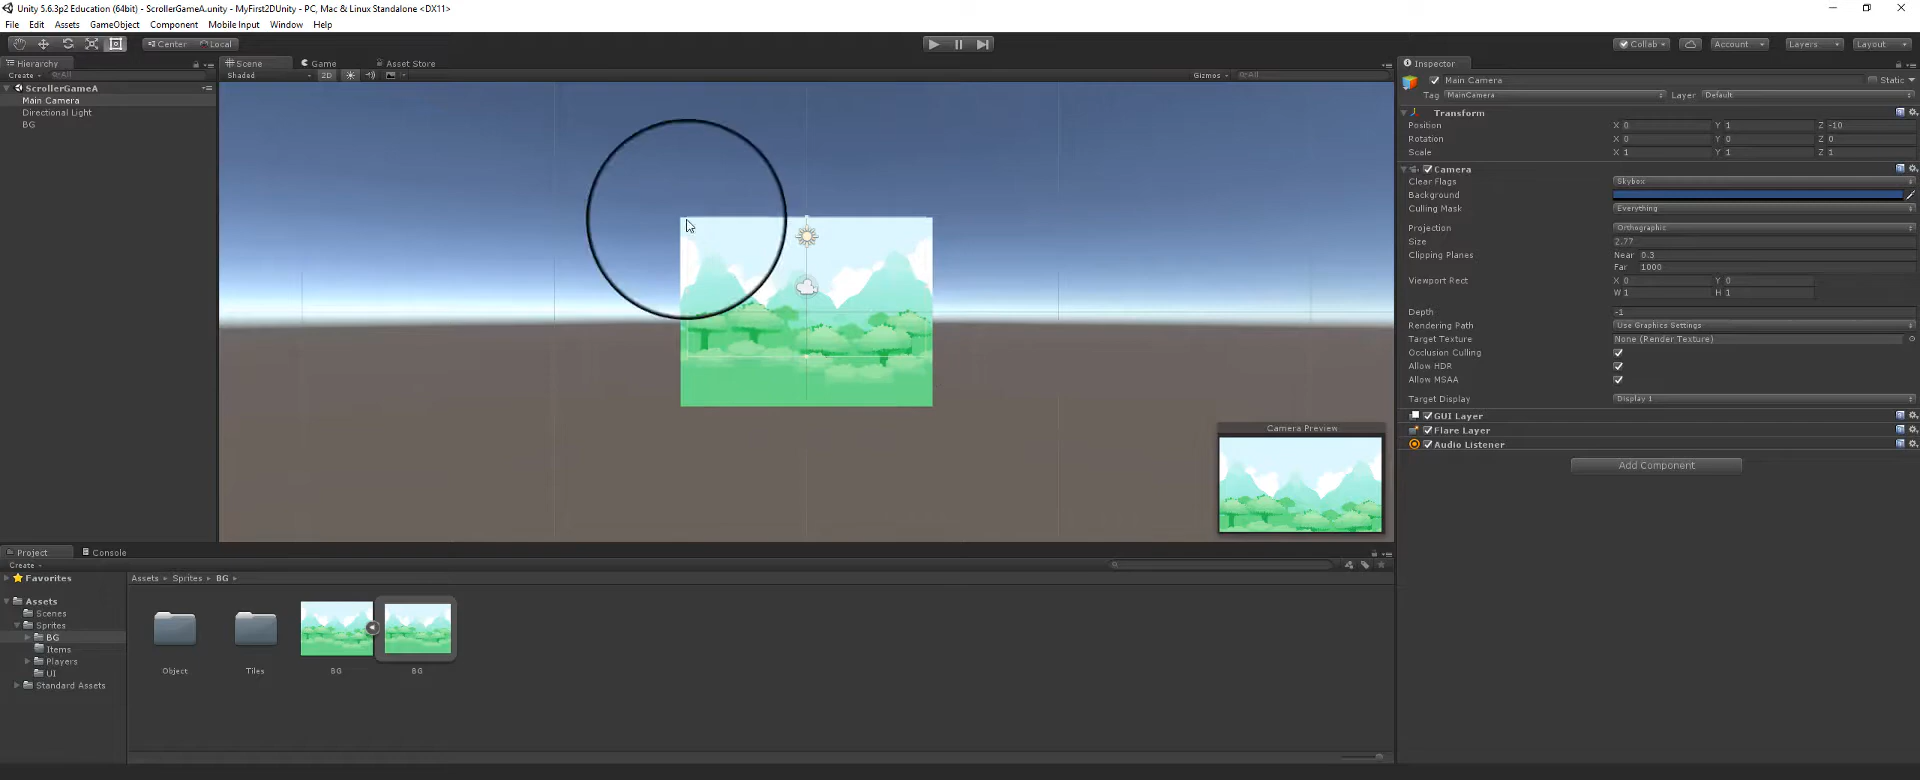 Unity 5.6.3p2 Education (64bit) - ScrollerGameA.unity - MyFirst2DUnity - PC, Mac & Linux Standalone <DX11>
File Edit Assets GameObject Component Mobile Input Window Help
Center Local Collab Account Layers Layout
Hierarchy
Create All
ScrollerGameA
Main Camera
Directional Light
BG
Scene Game Asset Store
Shaded 2D Gizmos All
Camera Preview
Inspector
Main Camera Static
Tag MainCamera Layer Default
Transform
Position X 0 Y 1 Z -10
Rotation X 0 Y 0 Z 0
Scale X 1 Y 1 Z 1
Camera
Clear Flags Skybox
Background
Culling Mask Everything
Projection Orthographic
Size 2.77
Clipping Planes Near 0.3
Far 1000
Viewport Rect X 0 Y 0
W 1 H 1
Depth -1
Rendering Path Use Graphics Settings
Target Texture None (Render Texture)
Occlusion Culling
Allow HDR
Allow MSAA
Target Display Display 1
GUI Layer
Flare Layer
Audio Listener
Add Component
Project Console
Create
Favorites
Assets
Scenes
Sprites
BG
Items
Players
UI
Standard Assets
Assets Sprites BG
Object Tiles BG BG